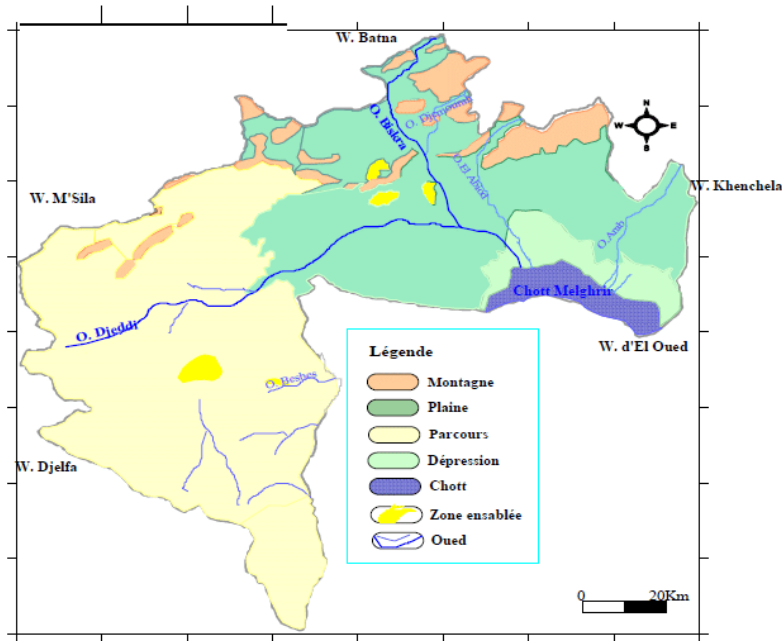 W. Batna
O. Biskra
O. Djemourah
N
W E
S
O.El Abiod
W. M'Sila
W. Khenchela
O.Arab
Chott Melghrir
O. Djeddi
W. d'El Oued
O. Besbes
W. Djelfa
Légende
Montagne
Plaine
Parcours
Dépression
Chott
Zone ensablée
Oued
0 20Km